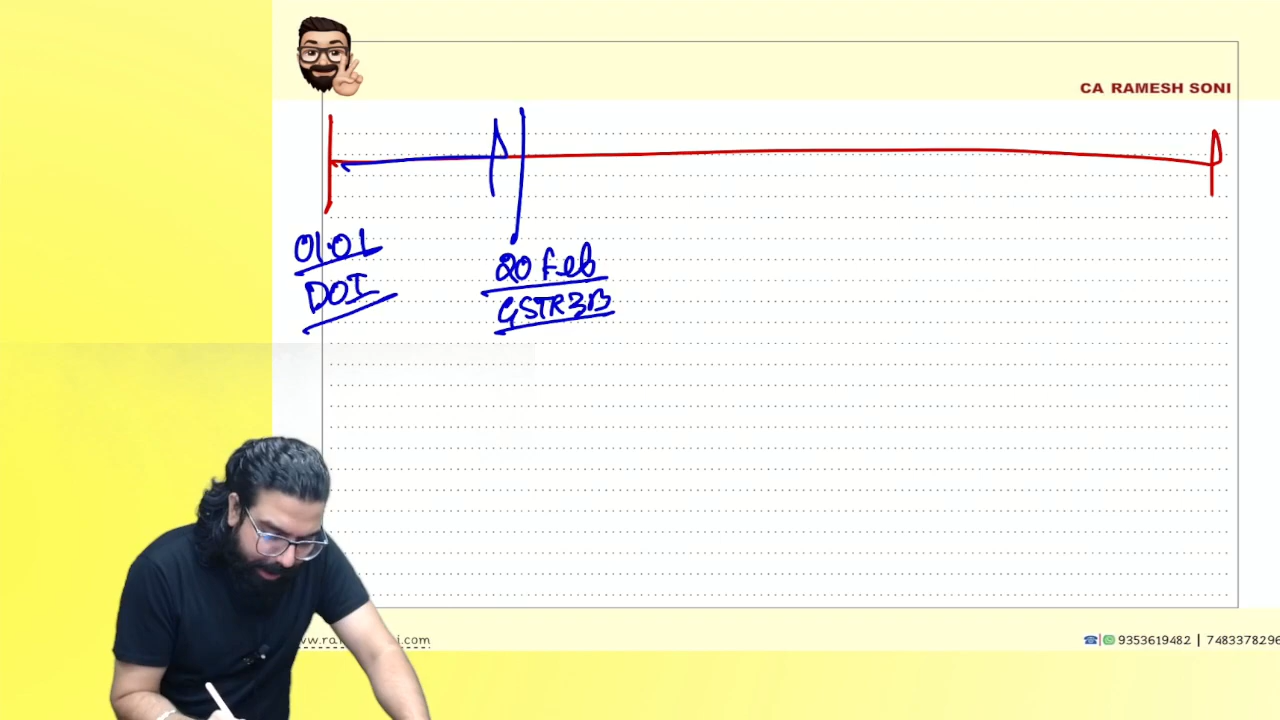 CA RAMESH SONI
01.01
DOI
20 Feb
GSTR3B
9353619482 | 7483378296